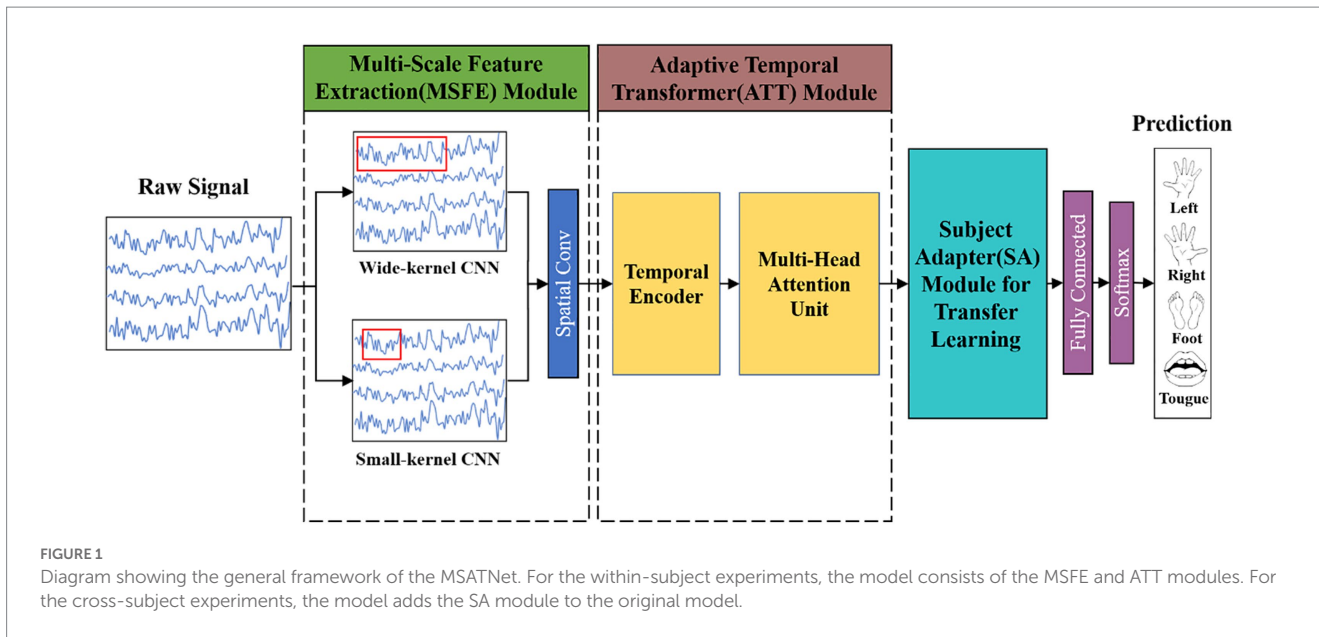 Multi-Scale Feature
Extraction(MSFE) Module
Adaptive Temporal
Transformer(ATT) Module
Raw Signal
Wide-kernel CNN
Small-kernel CNN
Spatial Conv
Temporal
Encoder
Multi-Head
Attention
Unit
Subject
Adapter(SA)
Module for
Transfer
Learning
Fully Connected
Softmax
Prediction
Left
Right
Foot
Tougue
FIGURE 1
Diagram showing the general framework of the MSATNet. For the within-subject experiments, the model consists of the MSFE and ATT modules. For
the cross-subject experiments, the model adds the SA module to the original model.